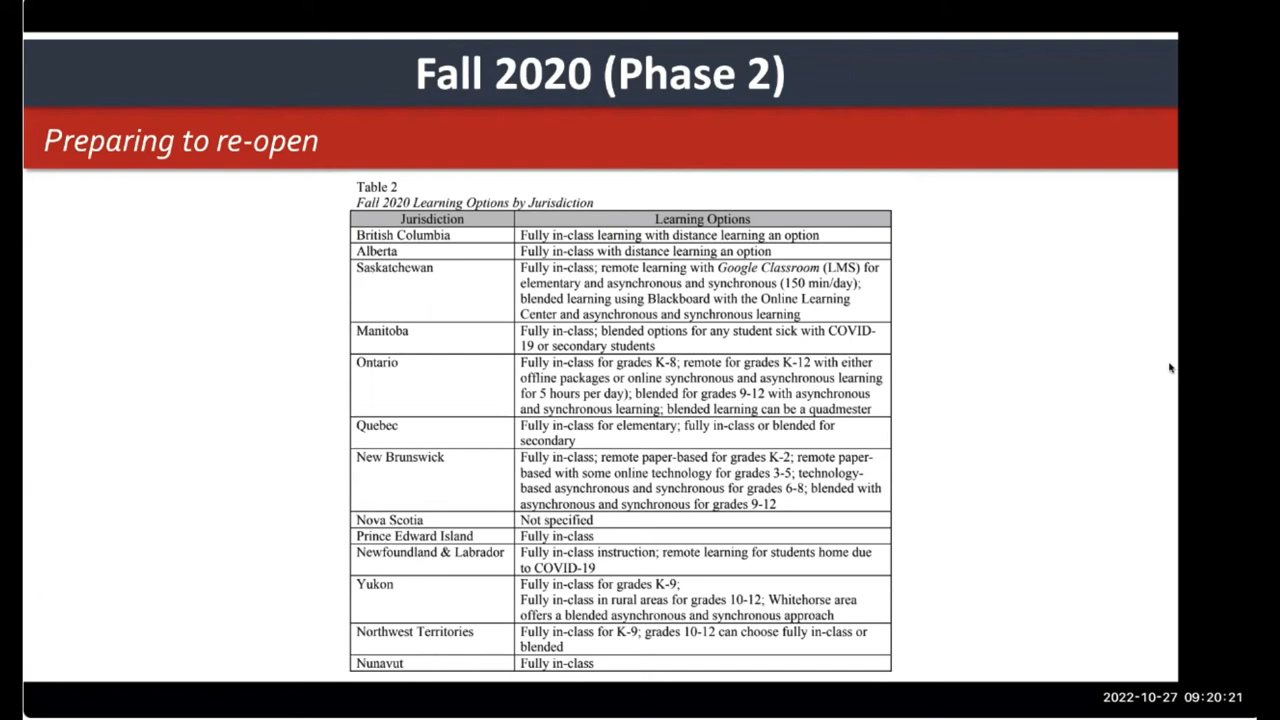 Fall 2020 (Phase 2)
Preparing to re-open
Table 2
Fall 2020 Learning Options by Jurisdiction
Jurisdiction Learning Options
British Columbia Fully in-class learning with distance learning an option
Alberta Fully in-class with distance learning an option
Saskatchewan Fully in-class; remote learning with Google Classroom (LMS) for
elementary and asynchronous and synchronous (150 min/day);
blended learning using Blackboard with the Online Learning
Center and asynchronous and synchronous learning
Manitoba Fully in-class; blended options for any student sick with COVID-
19 or secondary students
Ontario Fully in-class for grades K-8; remote for grades K-12 with either
offline packages or online synchronous and asynchronous learning
for 5 hours per day); blended for grades 9-12 with asynchronous
and synchronous learning; blended learning can be a quadmester
Quebec Fully in-class for elementary; fully in-class or blended for
secondary
New Brunswick Fully in-class; remote paper-based for grades K-2; remote paper-
based with some online technology for grades 3-5; technology-
based asynchronous and synchronous for grades 6-8; blended with
asynchronous and synchronous for grades 9-12
Nova Scotia Not specified
Prince Edward Island Fully in-class
Newfoundland & Labrador Fully in-class instruction; remote learning for students home due
to COVID-19
Yukon Fully in-class for grades K-9;
Fully in-class in rural areas for grades 10-12; Whitehorse area
offers a blended asynchronous and synchronous approach
Northwest Territories Fully in-class for K-9; grades 10-12 can choose fully in-class or
blended
Nunavut Fully in-class
2022-10-27 09:20:21